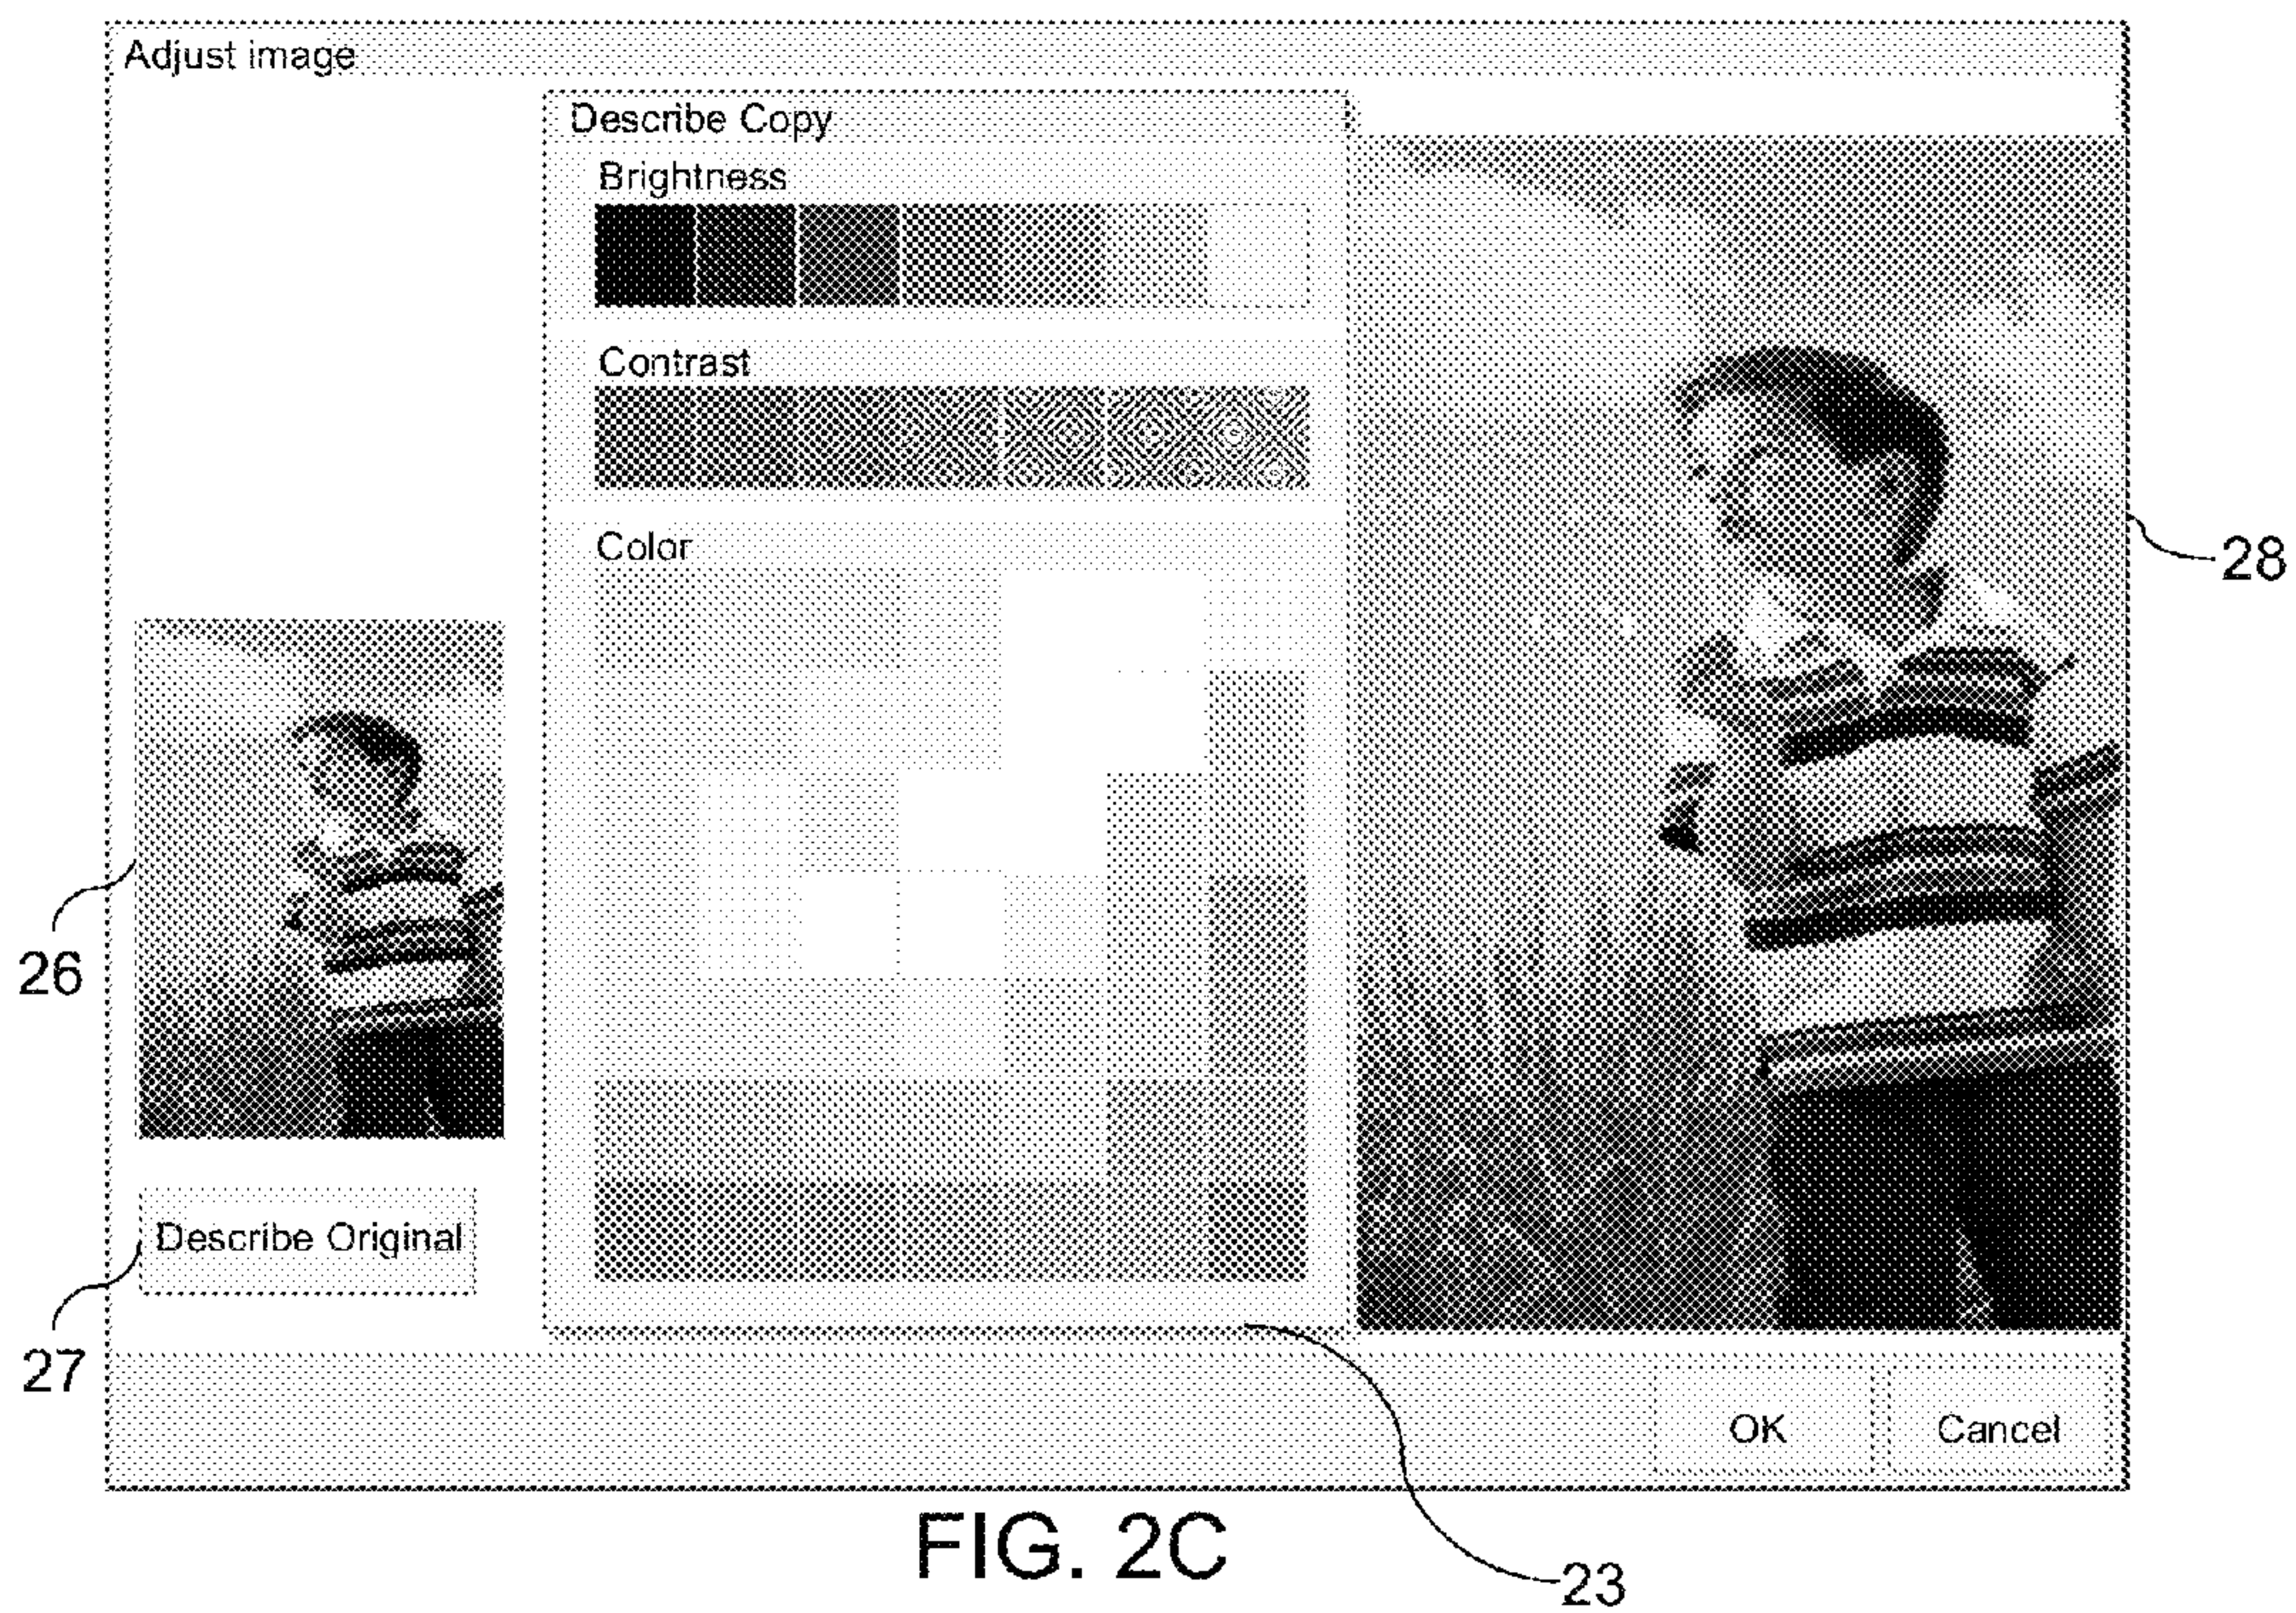 Adjust image
Describe Copy
Brightness
Contrast
Color
28
26
Describe Original
27
OK
Cancel
FIG. 2C
23